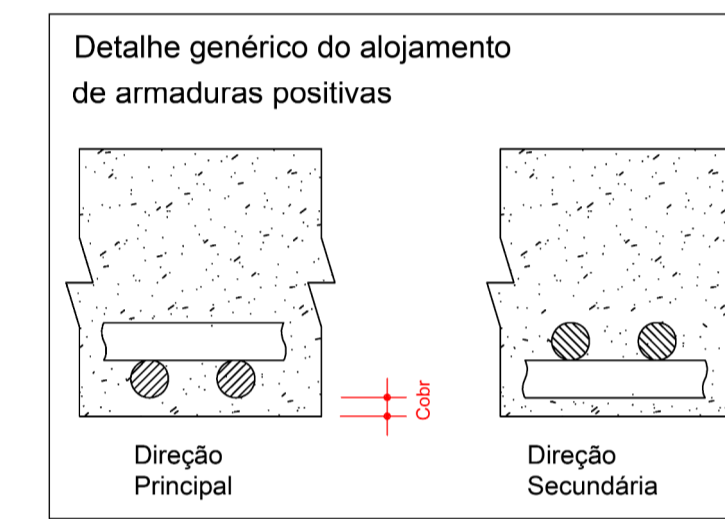 Detalhe genérico do alojamento
de armaduras positivas
Cobr
Direção
Principal
Direção
Secundária